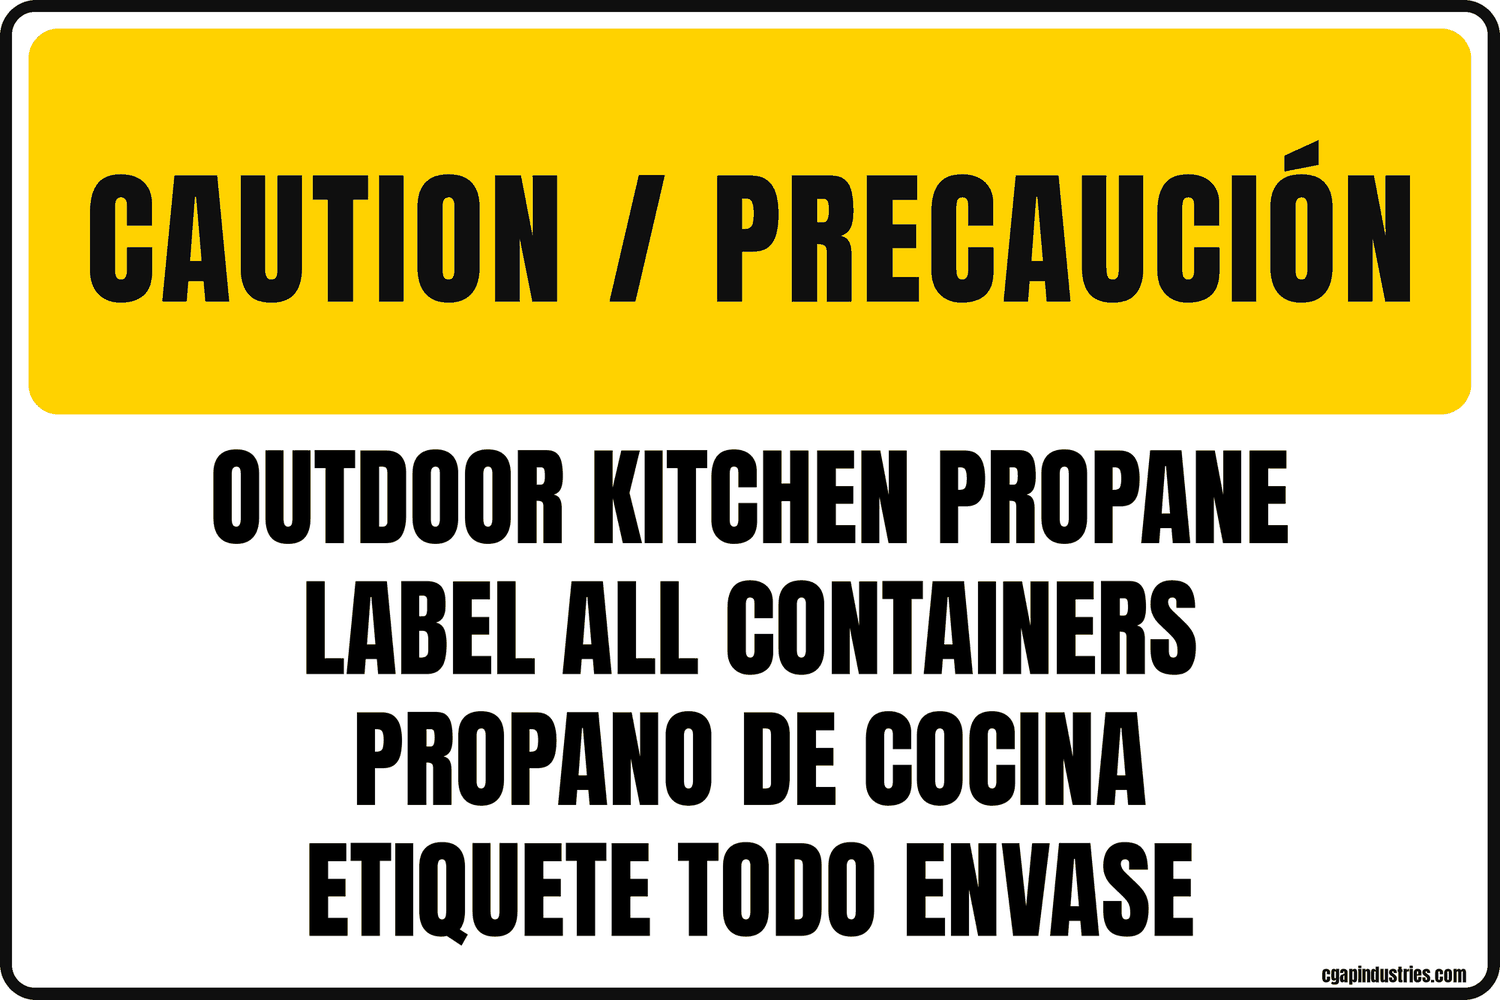 CAUTION / PRECAUCIÓN
OUTDOOR KITCHEN PROPANE
LABEL ALL CONTAINERS
PROPANO DE COCINA
ETIQUETE TODO ENVASE
cgapindustries.com